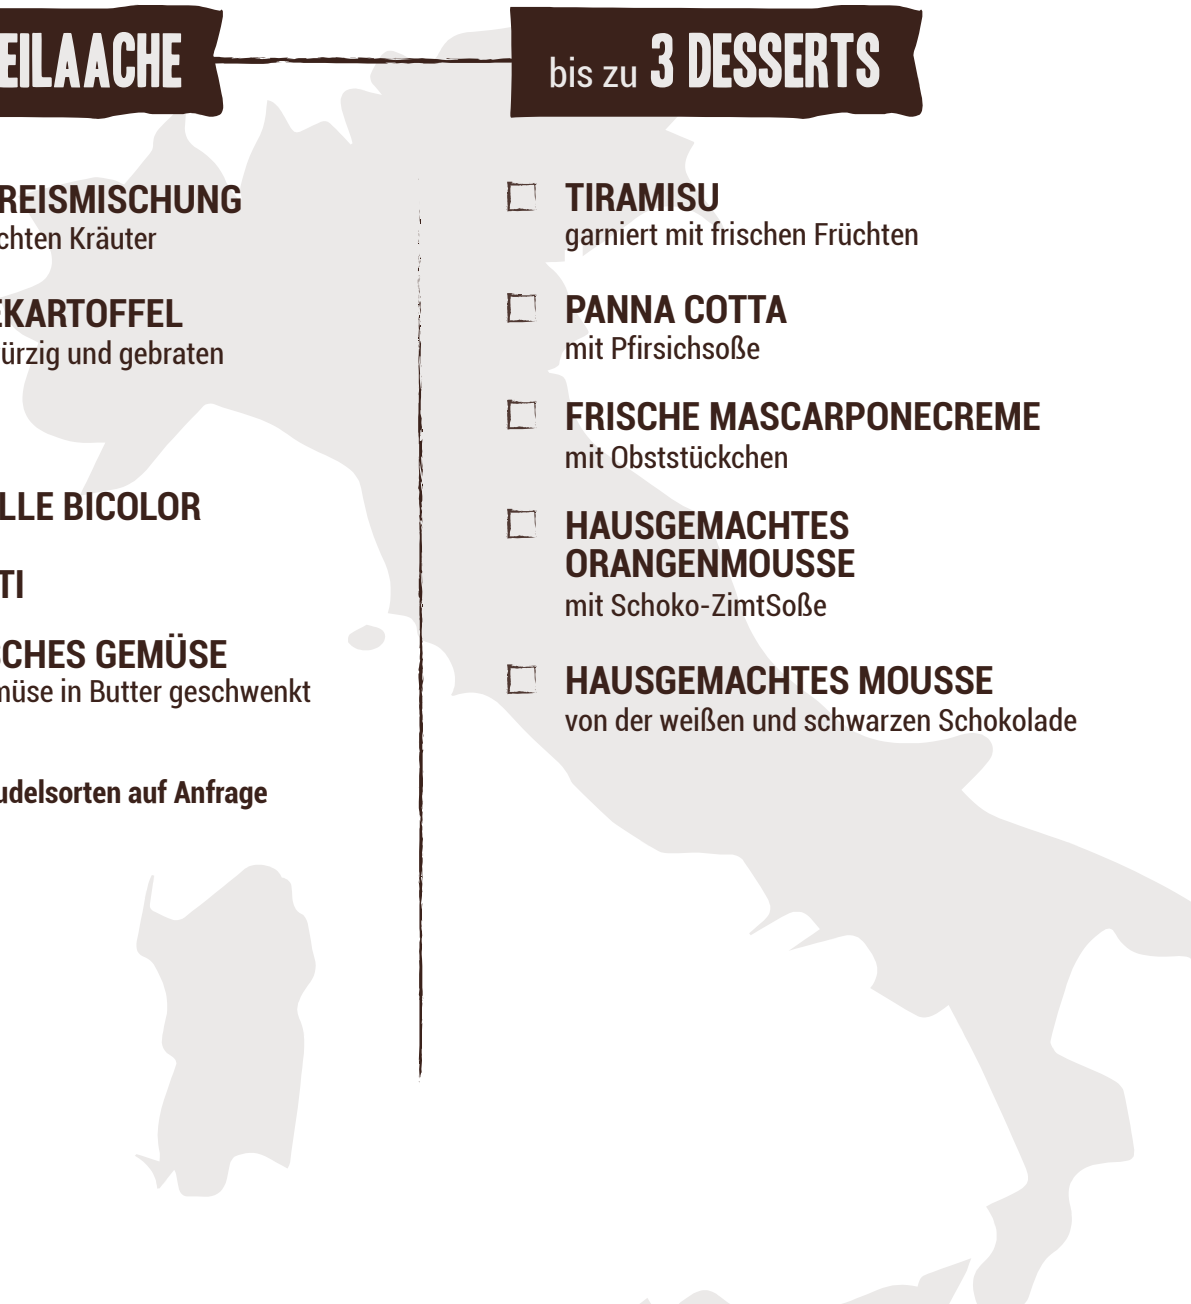 EILAACHE
REISMISCHUNG
chten Kräuter
EKARTOFFEL
ürzig und gebraten
LLE BICOLOR
TI
CHES GEMÜSE
müse in Butter geschwenkt
udelsorten auf Anfrage
bis zu 3 DESSERTS
TIRAMISU
garniert mit frischen Früchten
PANNA COTTA
mit Pfirsichsoße
FRISCHE MASCARPONECREME
mit Obststückchen
HAUSGEMACHTES
ORANGENMOUSSE
mit Schoko-ZimtSoße
HAUSGEMACHTES MOUSSE
von der weißen und schwarzen Schokolade